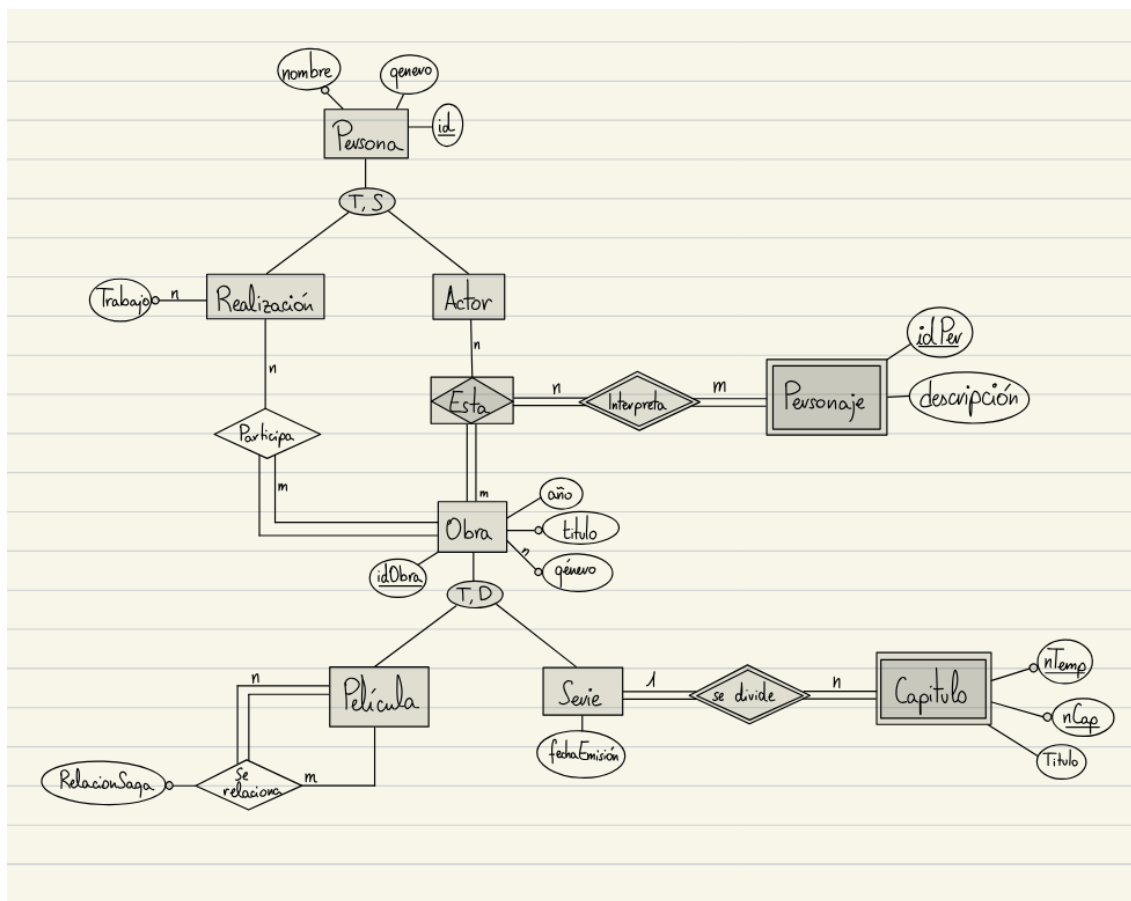 nombre
genero
id
Persona
T, S
Trabajo
n
Realización
Actor
n
n
idPer
Personaje
descripción
Esta
n
Interpreta
m
Participa
m
m
Obra
año
titulo
n
género
idObra
T, D
n
Película
Serie
1
se divide
n
Capitulo
nTemp
nCap
Titulo
fechaEmisión
RelacionSaga
Se
relaciona
m